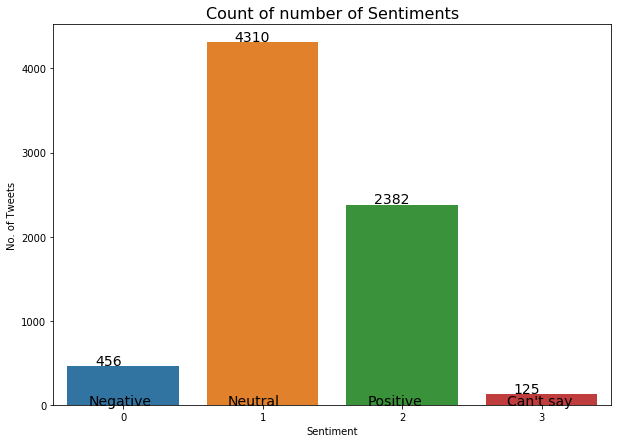 Count of number of Sentiments
4310
4000
3000
No. of Tweets
2382
2000
1000
456
125
0
Negative
Neutral
Positive
Can't say
0
1
2
3
Sentiment